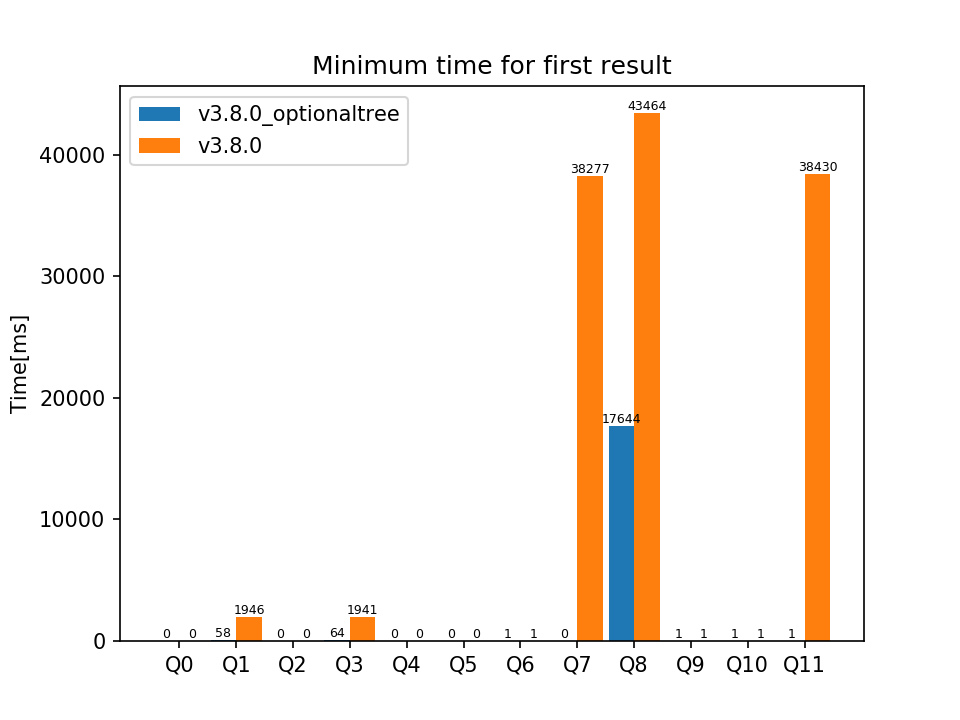 Minimum time for first result
v3.8.0_optionaltree
v3.8.0
Time[ms]
40000
30000
20000
10000
0
0 0 58 1946 0 0 64 1941 0 0 0 0 1 1 0 38277 17644 43464 1 1 1 1 1 38430
Q0 Q1 Q2 Q3 Q4 Q5 Q6 Q7 Q8 Q9 Q10 Q11